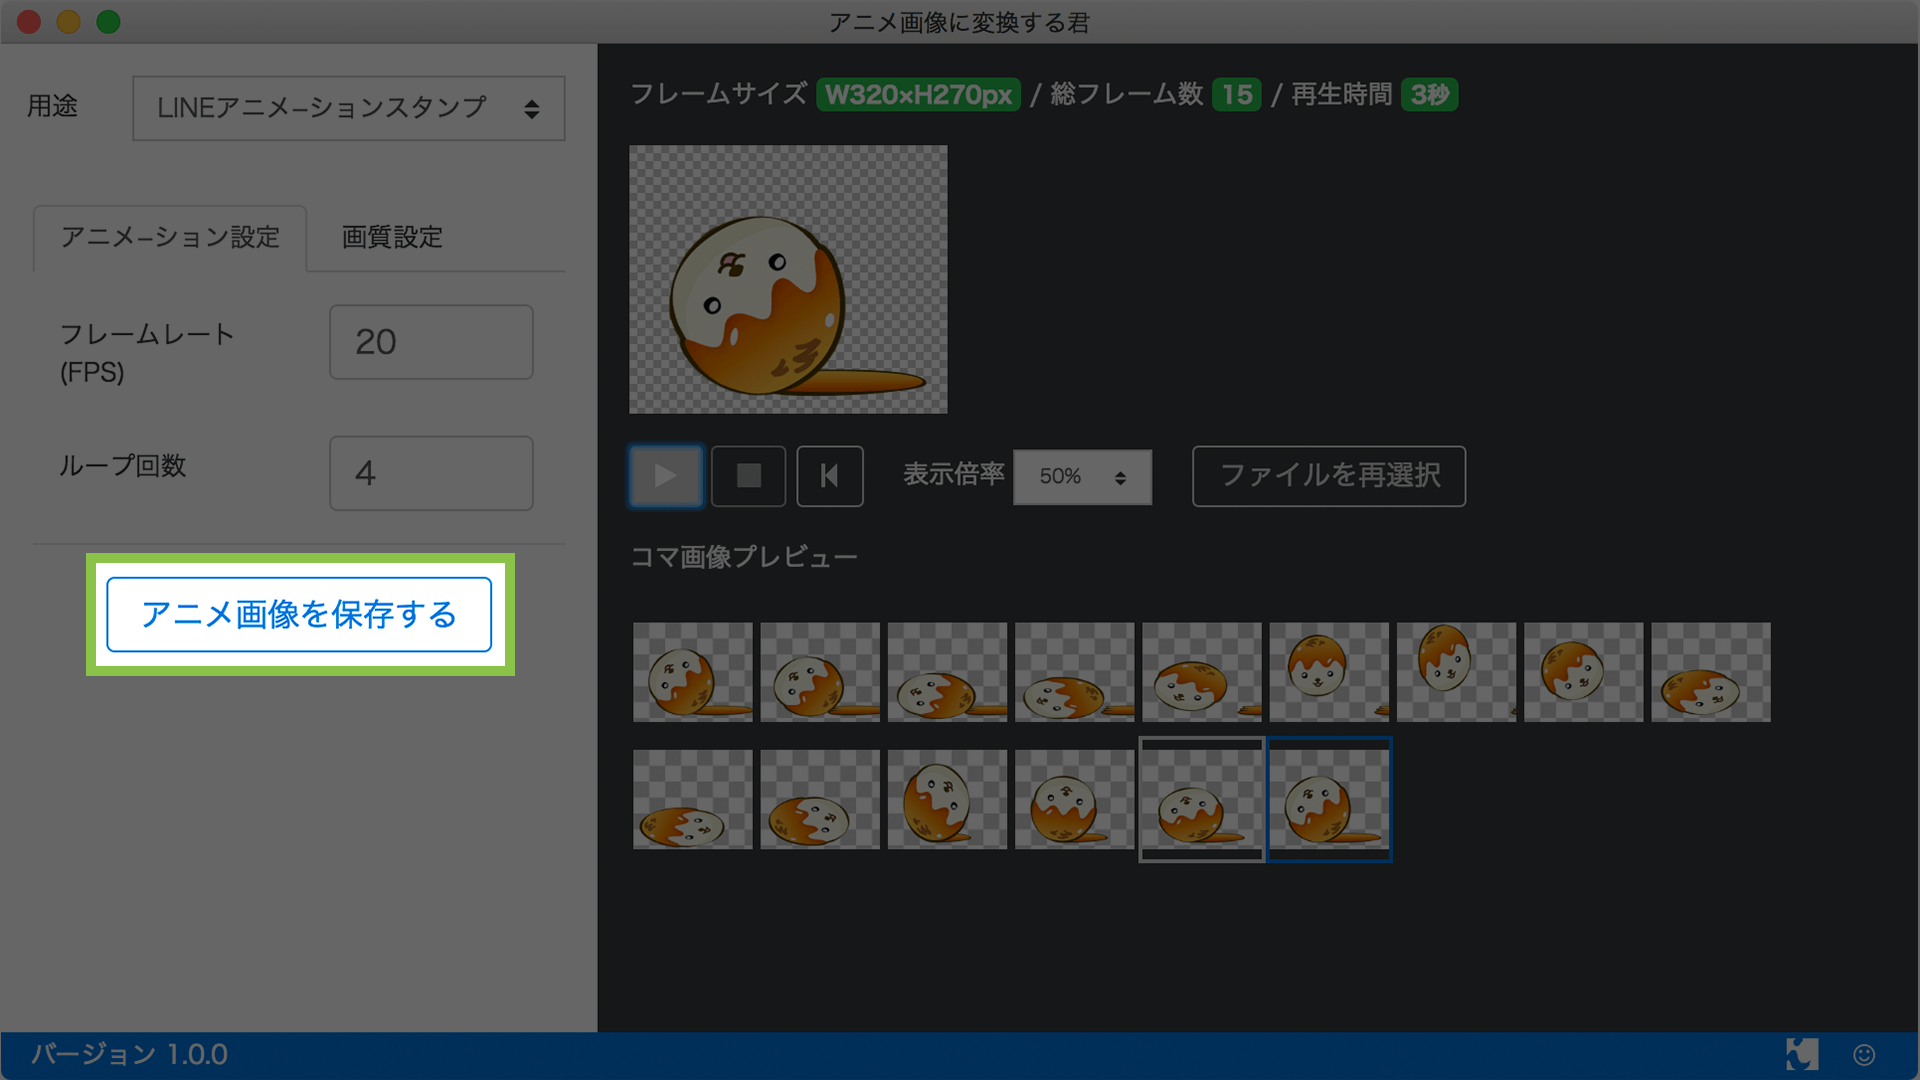 アニメ画像に変換する君
用途
LINEアニメーションスタンプ
アニメーション設定
画質設定
フレームレート
(FPS)
20
ループ回数
4
アニメ画像を保存する
フレームサイズ W320×H270px / 総フレーム数 15 / 再生時間 3秒
表示倍率
50%
ファイルを再選択
コマ画像プレビュー
バージョン 1.0.0